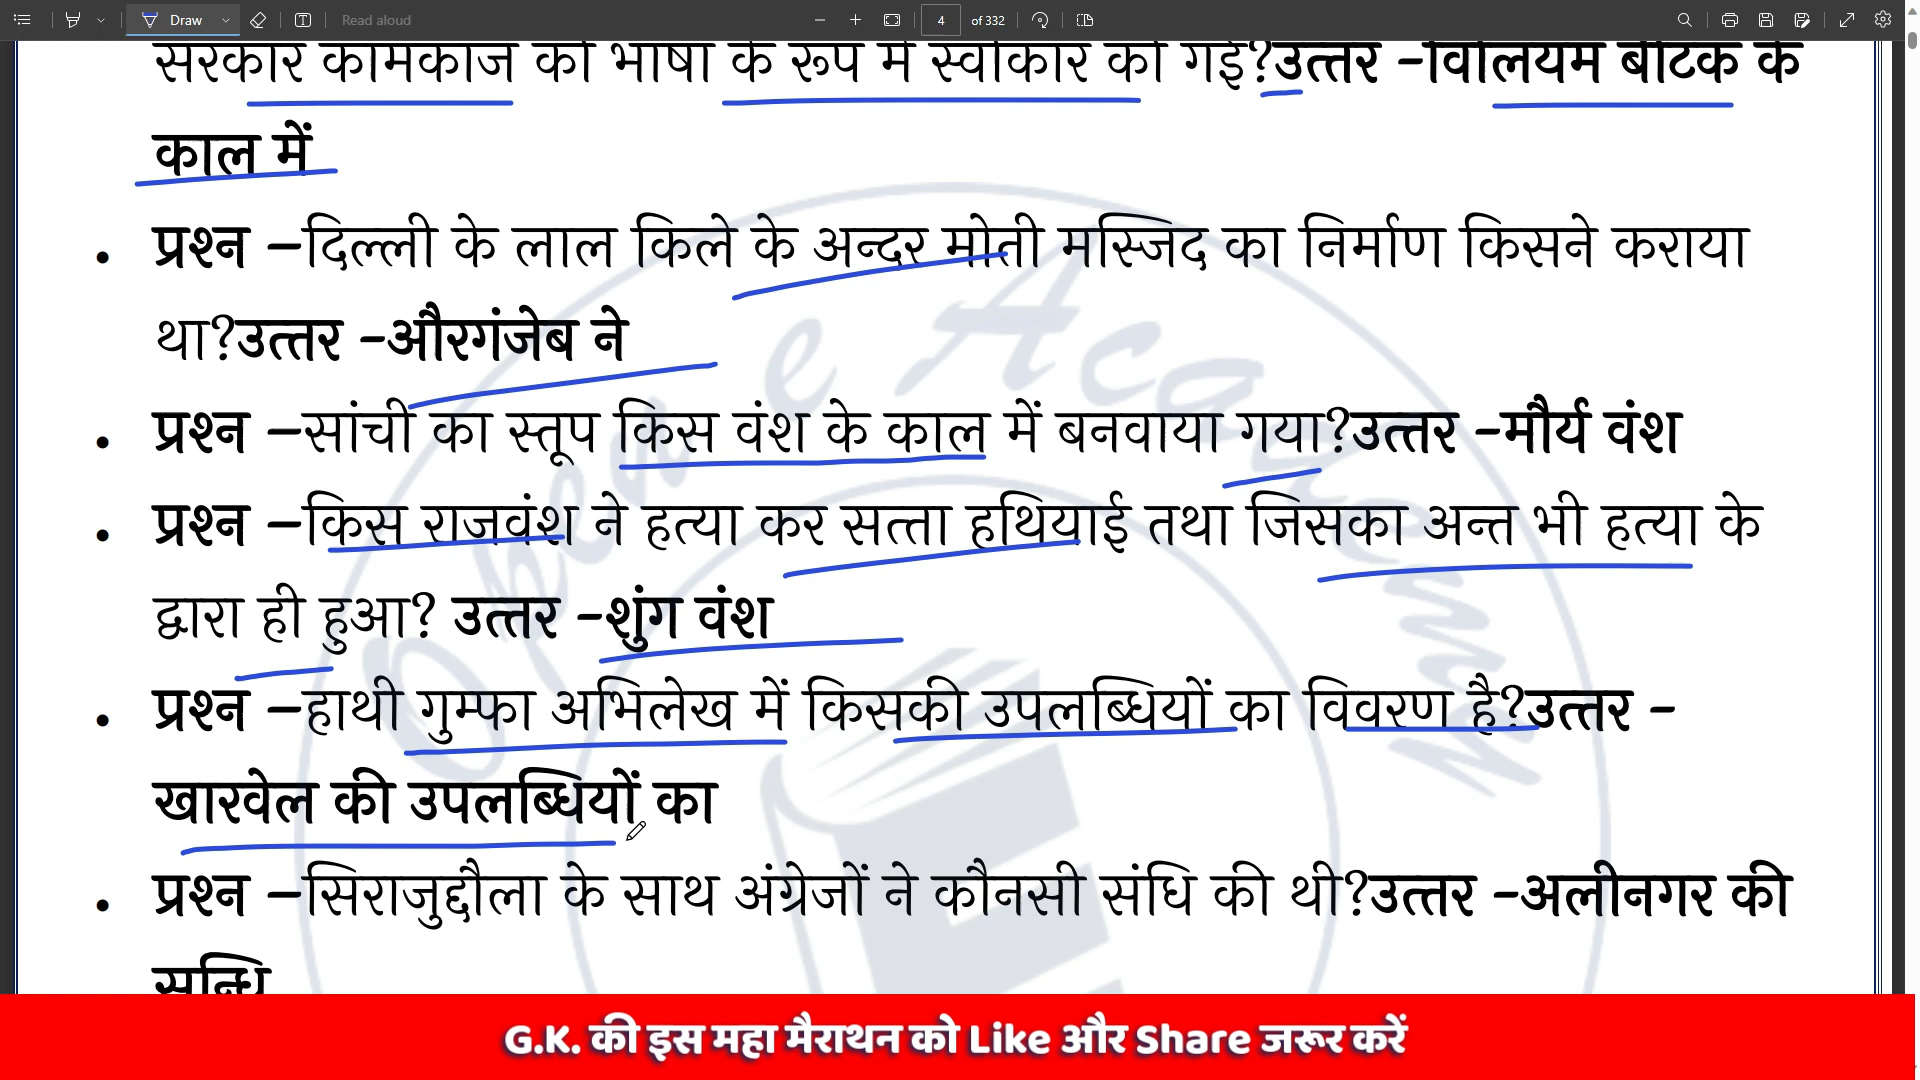 Draw
Read aloud
4 of 332
सरकार कामकाज की भाषा के रूप में स्वीकार की गई?उत्तर –विलियम बैंटिक के
काल में
• प्रश्न –दिल्ली के लाल किले के अन्दर मोती मस्जिद का निर्माण किसने कराया
था?उत्तर –औरगंजेब ने
• प्रश्न –सांची का स्तूप किस वंश के काल में बनवाया गया?उत्तर –मौर्य वंश
• प्रश्न –किस राजवंश ने हत्या कर सत्ता हथियाई तथा जिसका अन्त भी हत्या के
द्वारा ही हुआ? उत्तर –शुंग वंश
• प्रश्न –हाथी गुम्फा अभिलेख में किसकी उपलब्धियों का विवरण है?उत्तर –
खारवेल की उपलब्धियों का
• प्रश्न –सिराजुद्दौला के साथ अंग्रेजों ने कौनसी संधि की थी?उत्तर –अलीनगर की
सन्धि
G.K. की इस महा मैराथन को Like और Share जरूर करें